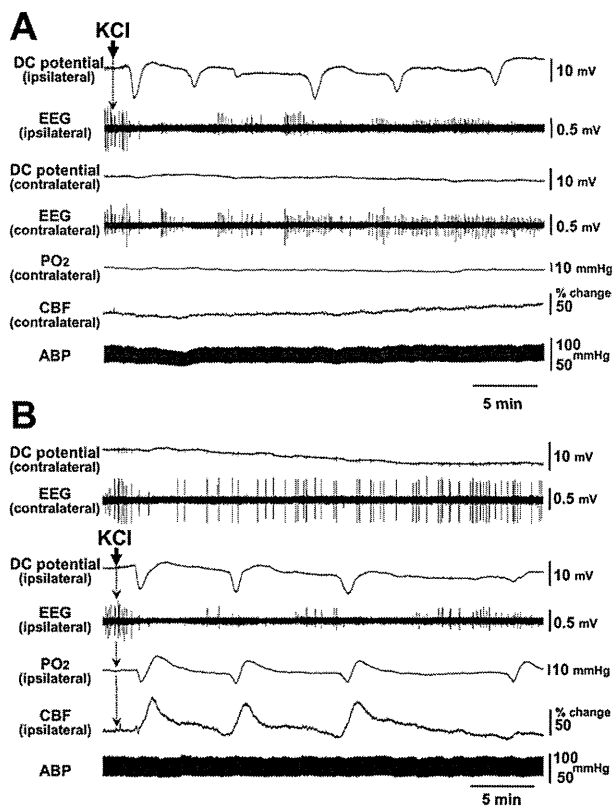 A
KCl
DC potential
(ipsilateral)
10 mV
EEG
(ipsilateral)
0.5 mV
DC potential
(contralateral)
10 mV
EEG
(contralateral)
0.5 mV
PO2
(contralateral)
10 mmHg
CBF
(contralateral)
% change
50
ABP
100
50 mmHg
5 min
B
DC potential
(contralateral)
10 mV
EEG
(contralateral)
0.5 mV
KCl
DC potential
(ipsilateral)
10 mV
EEG
(ipsilateral)
0.5 mV
PO2
(ipsilateral)
10 mmHg
CBF
(ipsilateral)
% change
50
ABP
100
50 mmHg
5 min